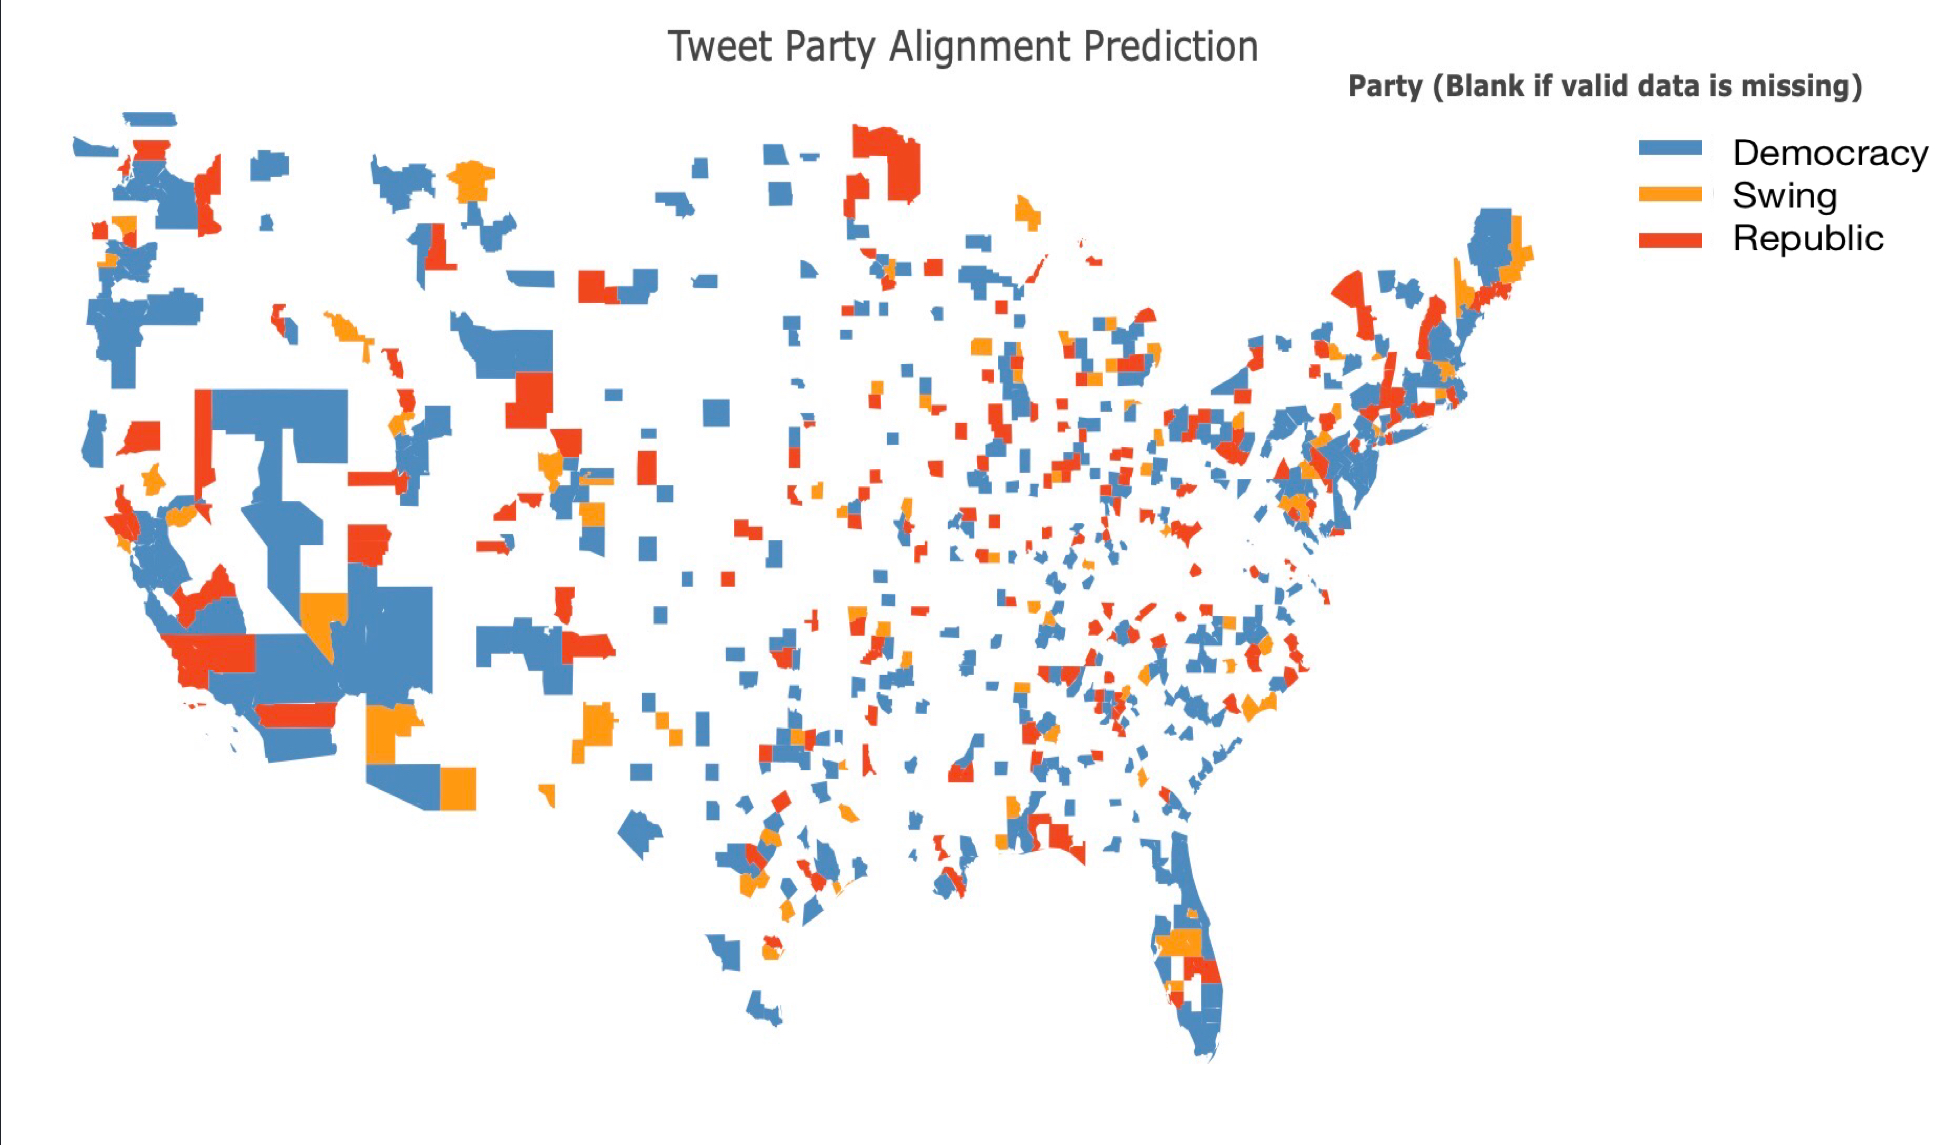 Tweet Party Alignment Prediction
Party (Blank if valid data is missing)
Democracy
Swing
Republic